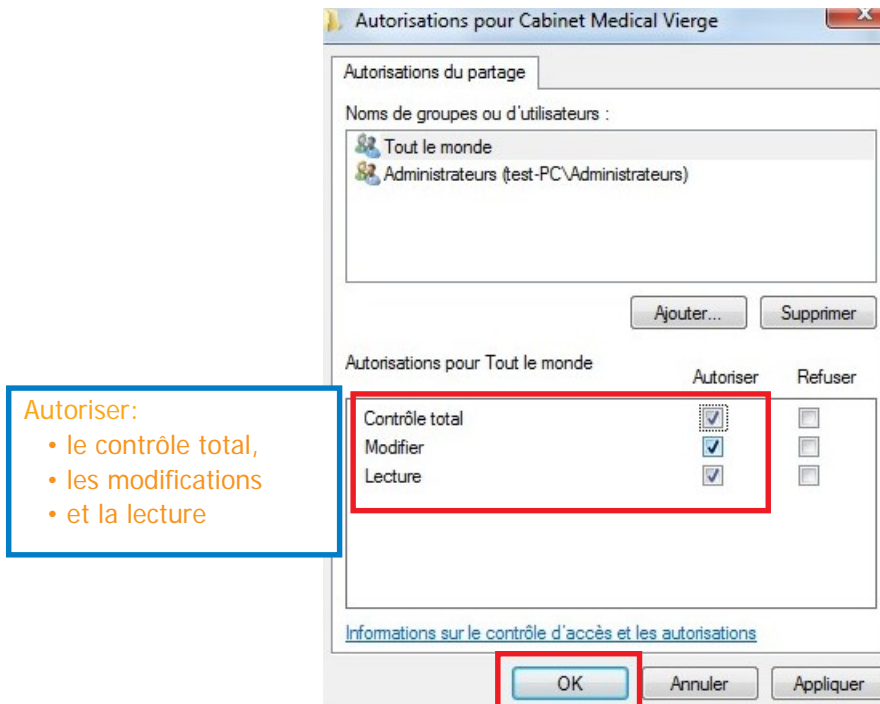 Autorisations pour Cabinet Medical Vierge
Autorisations du partage
Noms de groupes ou d'utilisateurs :
Tout le monde
Administrateurs (test-PC\Administrateurs)
Ajouter... Supprimer
Autorisations pour Tout le monde
Autoriser Refuser
Contrôle total
Modifier
Lecture
Autoriser:
• le contrôle total,
• les modifications
• et la lecture
Informations sur le contrôle d'accès et les autorisations
OK Annuler Appliquer